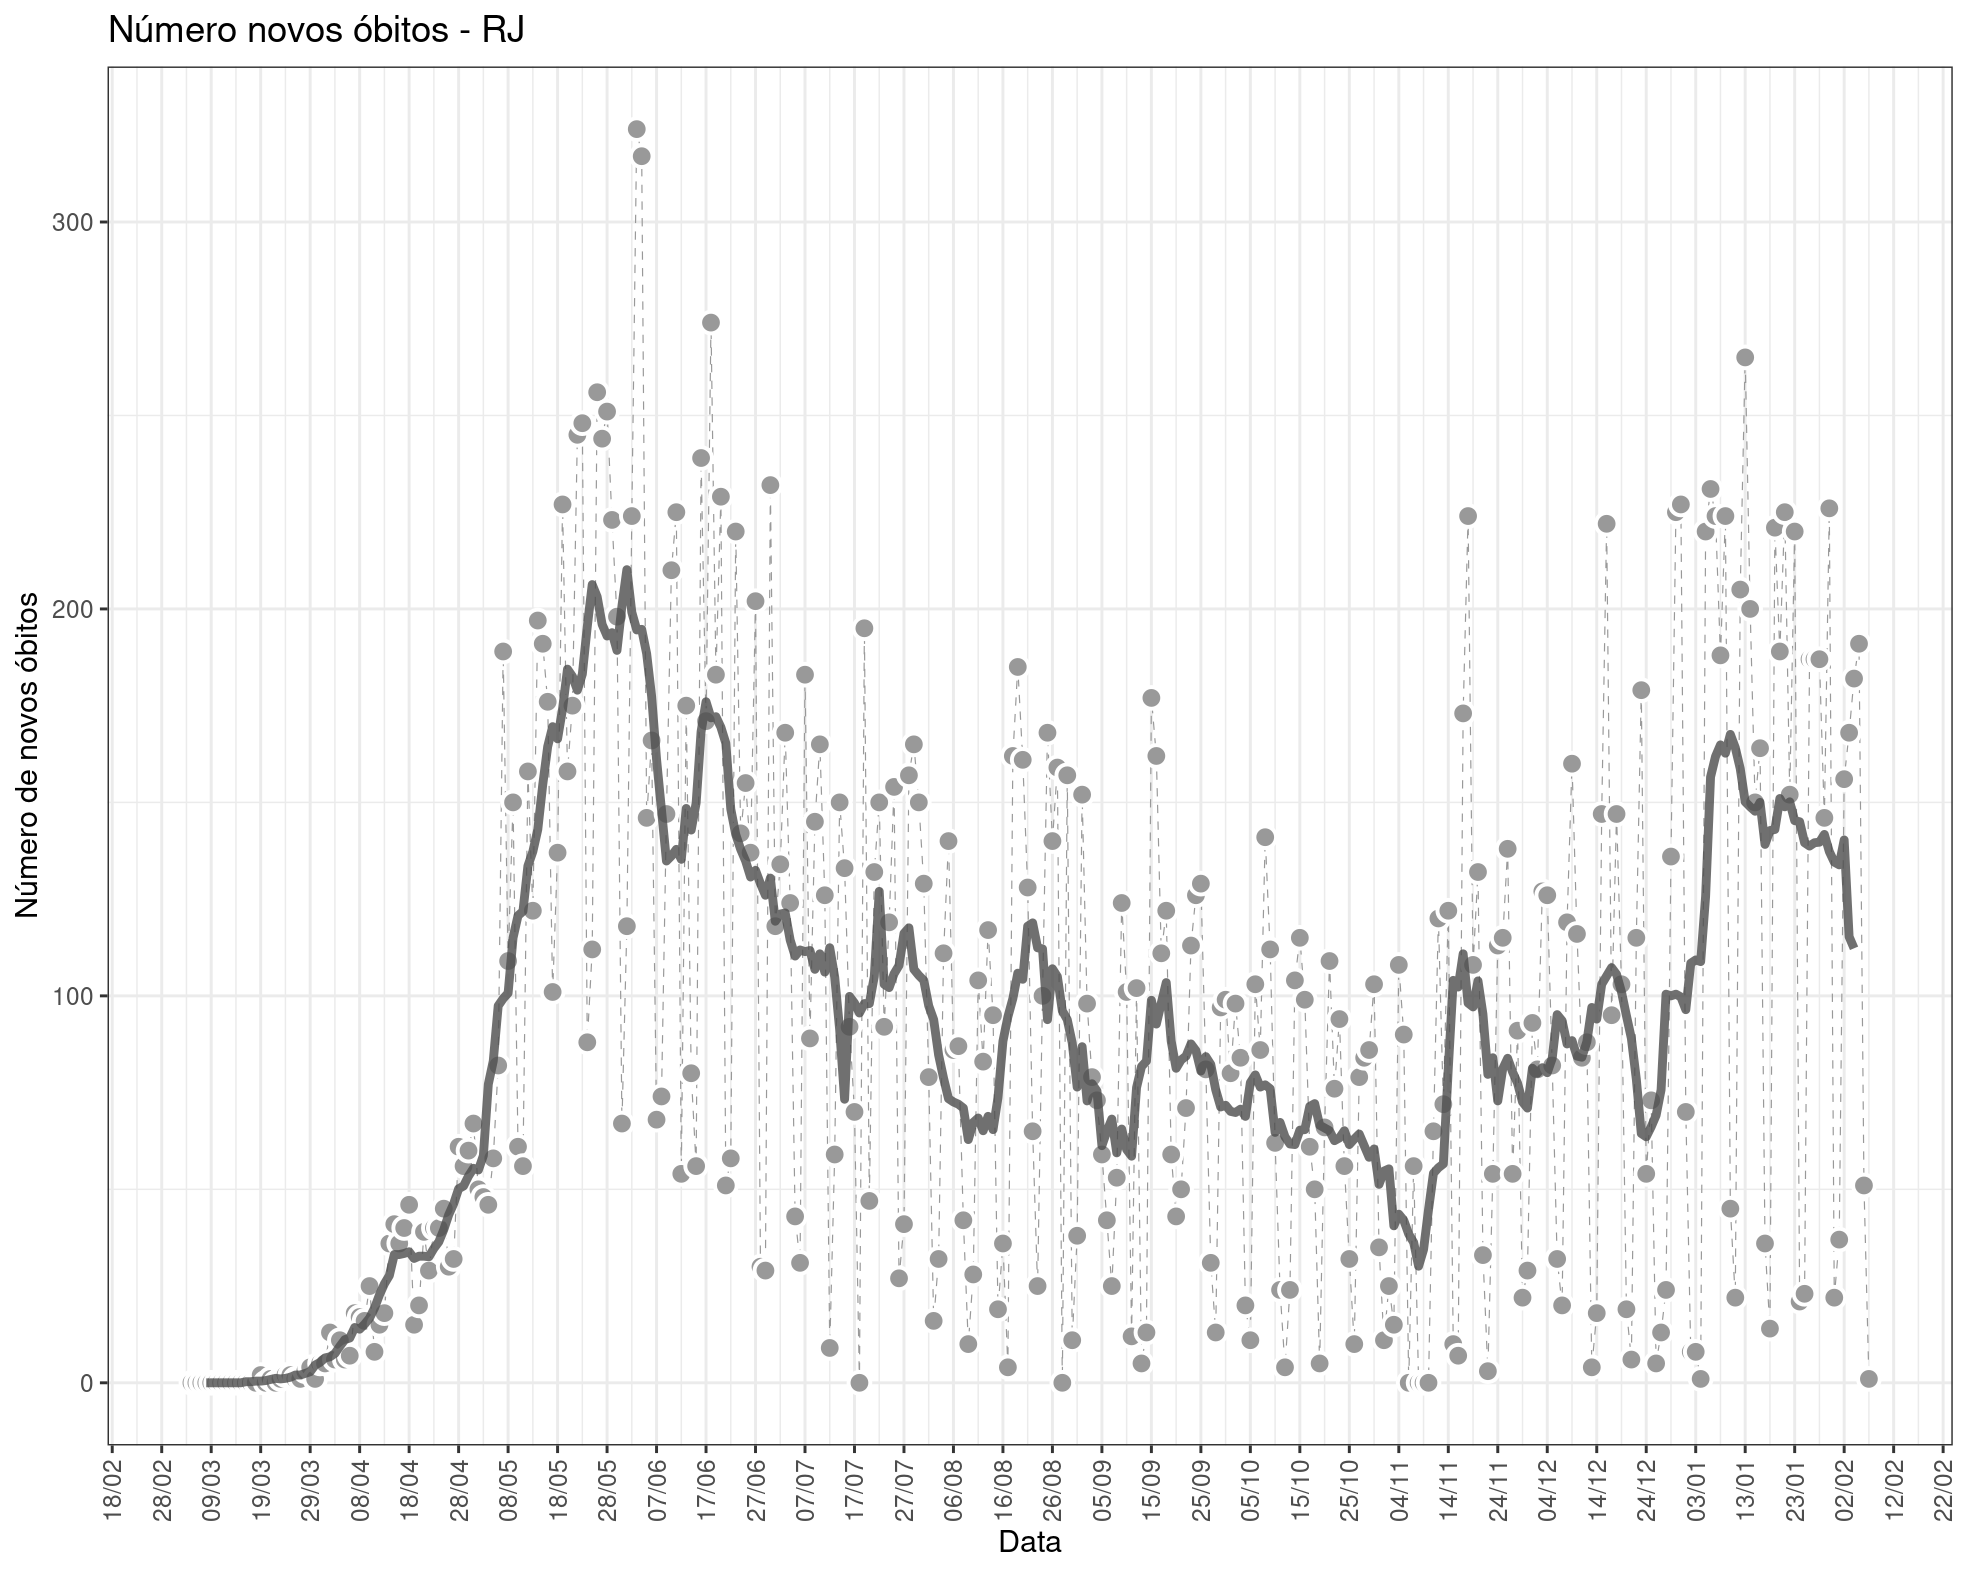 Número novos óbitos - RJ
Número de novos óbitos
300
200
100
0
18/02 28/02 09/03 19/03 29/03 08/04 18/04 28/04 08/05 18/05 28/05 07/06 17/06 27/06 07/07 17/07 27/07 06/08 16/08 26/08 05/09 15/09 25/09 05/10 15/10 25/10 04/11 14/11 24/11 04/12 14/12 24/12 03/01 13/01 23/01 02/02 12/02 22/02
Data